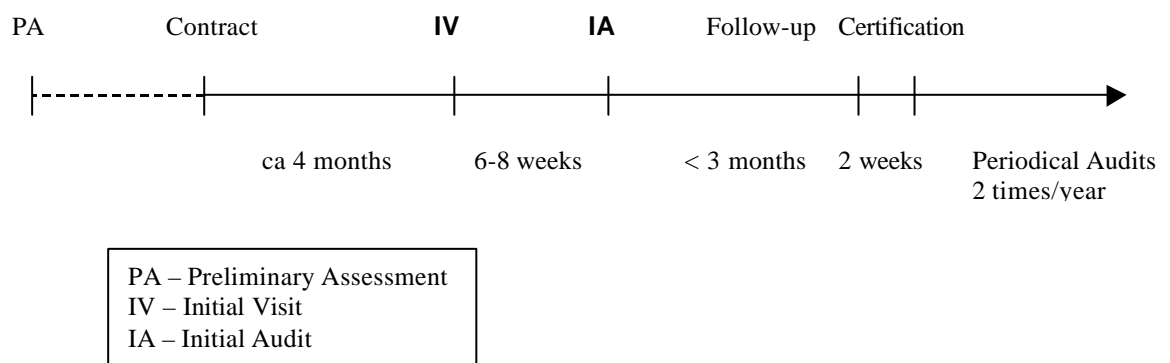 PA Contract IV IA Follow-up Certification
ca 4 months 6-8 weeks < 3 months 2 weeks Periodical Audits
2 times/year
PA – Preliminary Assessment
IV – Initial Visit
IA – Initial Audit